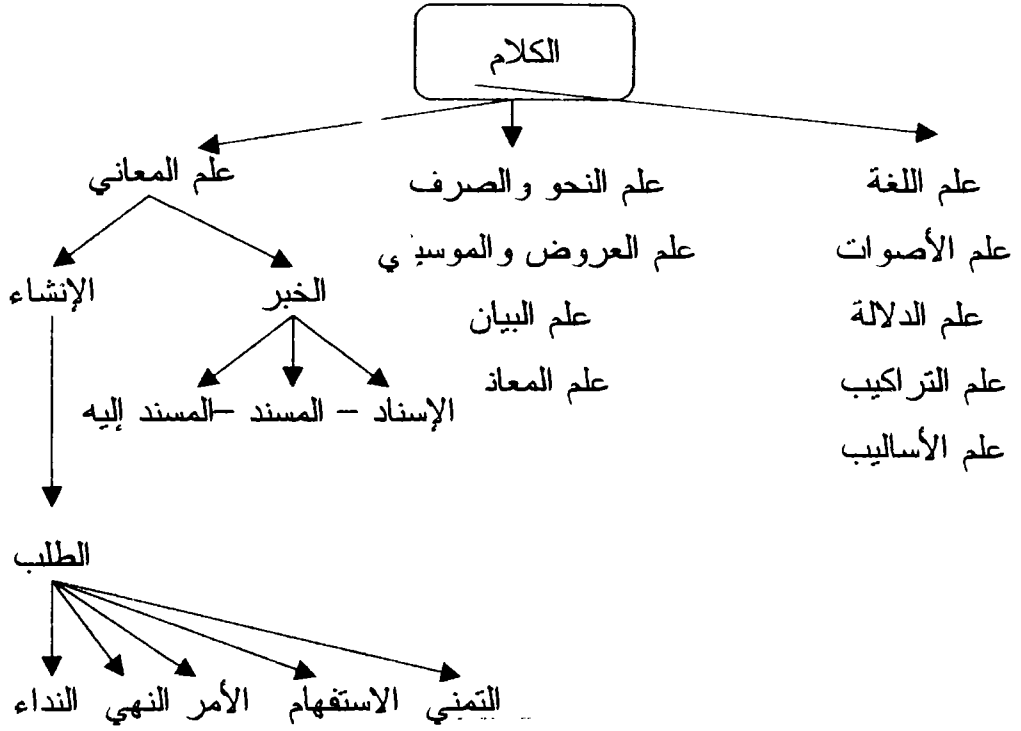 الكلام
علم اللغة
علم الأصوات
علم الدلالة
علم التراكيب
علم الأساليب
علم النحو والصرف
علم العروض
علم البيان
علم المعاذ
علم المعاني
الخبر
الإنشاء
الإسناد – المسند – المسند إليه
الطلب
التمني الاستفهام الأمر النهي النداء